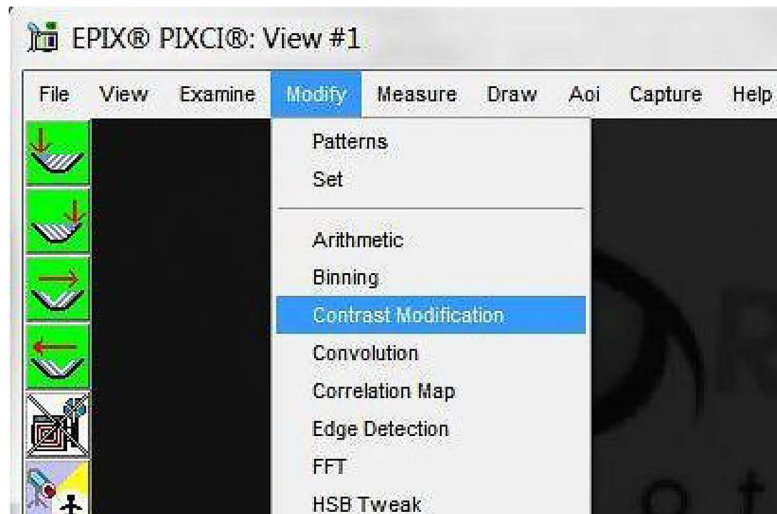 EPIX® PIXCI®: View #1
File View Examine Modify Measure Draw Aoi Capture Help
Patterns
Set
Arithmetic
Binning
Contrast Modification
Convolution
Correlation Map
Edge Detection
FFT
HSB Tweak